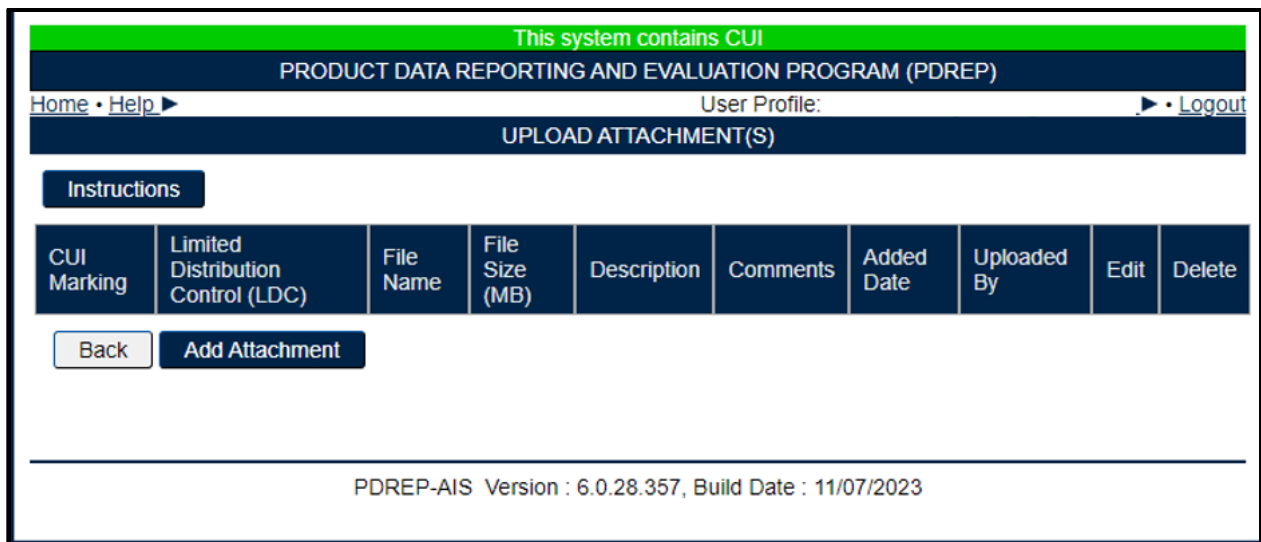 This system contains CUI
PRODUCT DATA REPORTING AND EVALUATION PROGRAM (PDREP)
Home • Help ▶ User Profile: ▶ • Logout
UPLOAD ATTACHMENT(S)
Instructions
CUI Marking
Limited Distribution Control (LDC)
File Name
File Size (MB)
Description
Comments
Added Date
Uploaded By
Edit
Delete
Back Add Attachment
PDREP-AIS Version : 6.0.28.357, Build Date : 11/07/2023